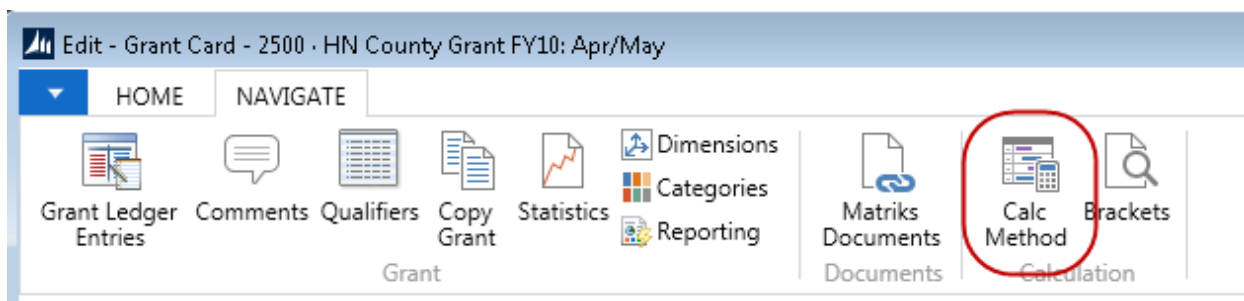 Edit - Grant Card - 2500 · HN County Grant FY10: Apr/May
HOME NAVIGATE
Grant Ledger Entries
Comments
Qualifiers
Copy Grant
Statistics
Dimensions
Categories
Reporting
Matriks Documents
Calc Method
Brackets
Grant
Documents
Calculation